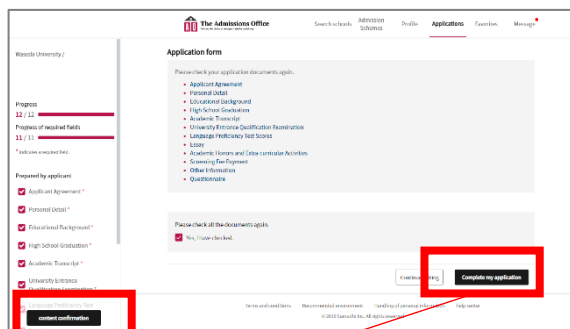 The Admissions Office
Search schools
Admission
Schemes
Profile
Applications
Favorites
Message
Waseda University /
Progress
12 / 12
Progress of required fields
11 / 11
* indicates a required field.
Prepared by applicant
Applicant Agreement *
Personal Detail *
Educational Background *
High School Graduation *
Academic Transcript *
University Entrance
Qualification Examination *
Language Proficiency Test
content confirmation
Application form
Please check your application documents again.
• Applicant Agreement
• Personal Detail
• Educational Background
• High School Graduation
• Academic Transcript
• University Entrance Qualification Examination
• Language Proficiency Test Scores
• Essay
• Academic Honors and Extra-curricular Activities
• Screening Fee Payment
• Other Information
• Questionnaire
Please check all the documents again.
Yes, I have checked.
Complete my application
Terms and conditions
Recommended environment
Handling of personal
Help center